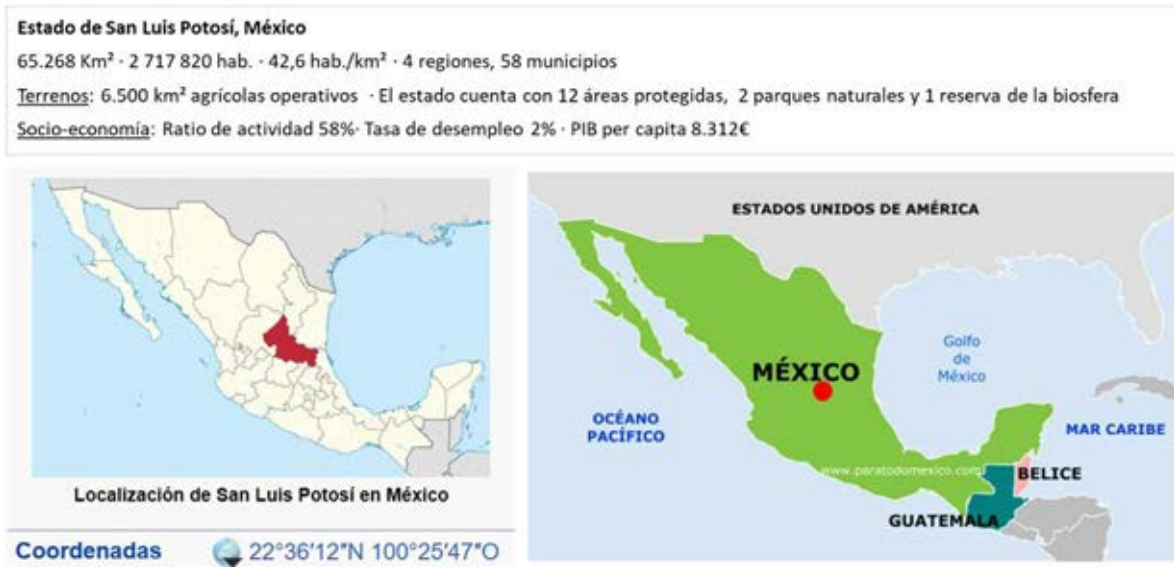 Estado de San Luis Potosí, México
65.268 Km² · 2 717 820 hab. · 42,6 hab./km² · 4 regiones, 58 municipios
Terrenos: 6.500 km² agrícolas operativos · El estado cuenta con 12 áreas protegidas, 2 parques naturales y 1 reserva de la biosfera
Socio-economía: Ratio de actividad 58%· Tasa de desempleo 2% · PIB per capita 8.312€
Localización de San Luis Potosí en México
Coordenadas 22°36′12″N 100°25′47″O
ESTADOS UNIDOS DE AMÉRICA
Golfo
de
México
MÉXICO
OCÉANO
PACÍFICO
MAR CARIBE
www.paratodomexico.com
BELICE
GUATEMALA